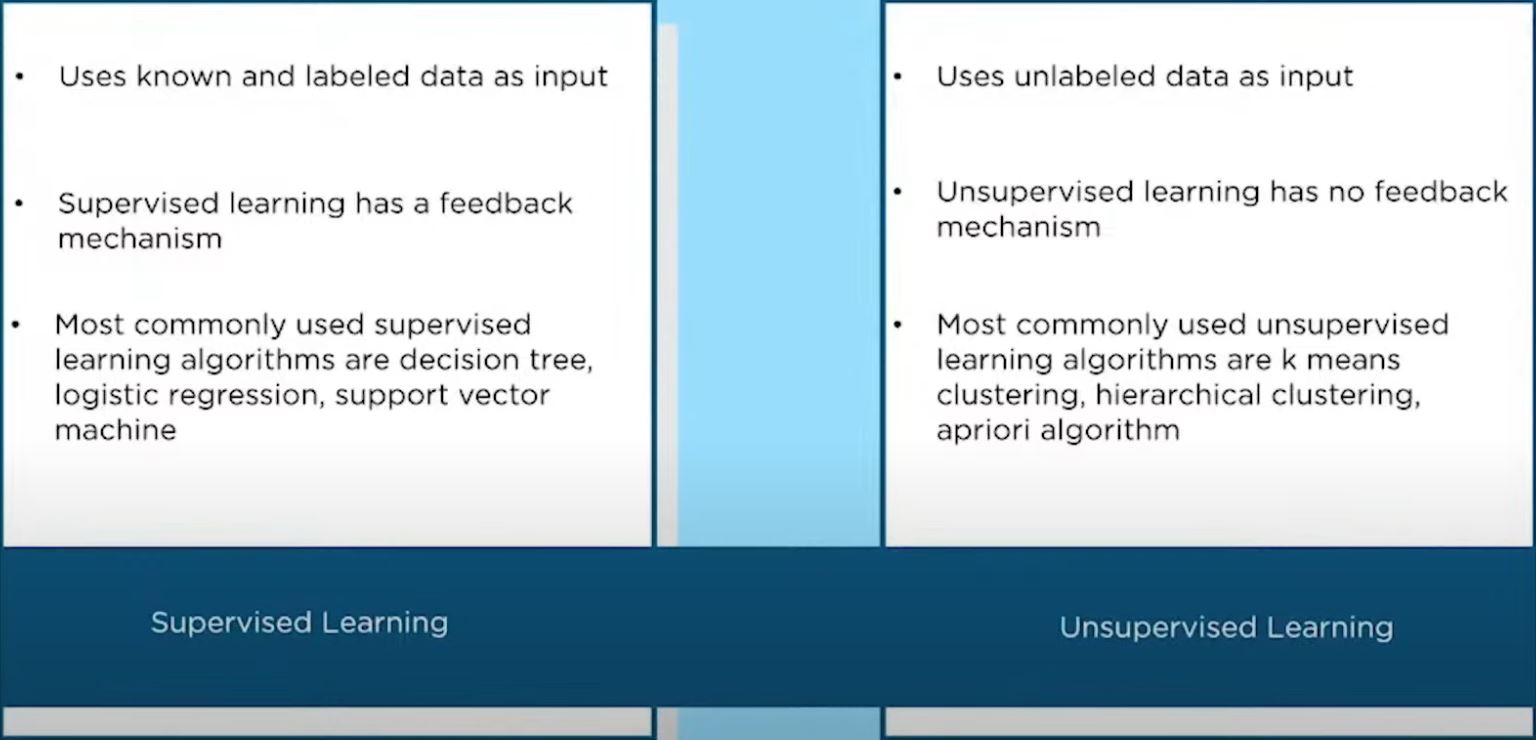 • Uses known and labeled data as input
• Supervised learning has a feedback
mechanism
• Most commonly used supervised
learning algorithms are decision tree,
logistic regression, support vector
machine
Supervised Learning
• Uses unlabeled data as input
• Unsupervised learning has no feedback
mechanism
• Most commonly used unsupervised
learning algorithms are k means
clustering, hierarchical clustering,
apriori algorithm
Unsupervised Learning